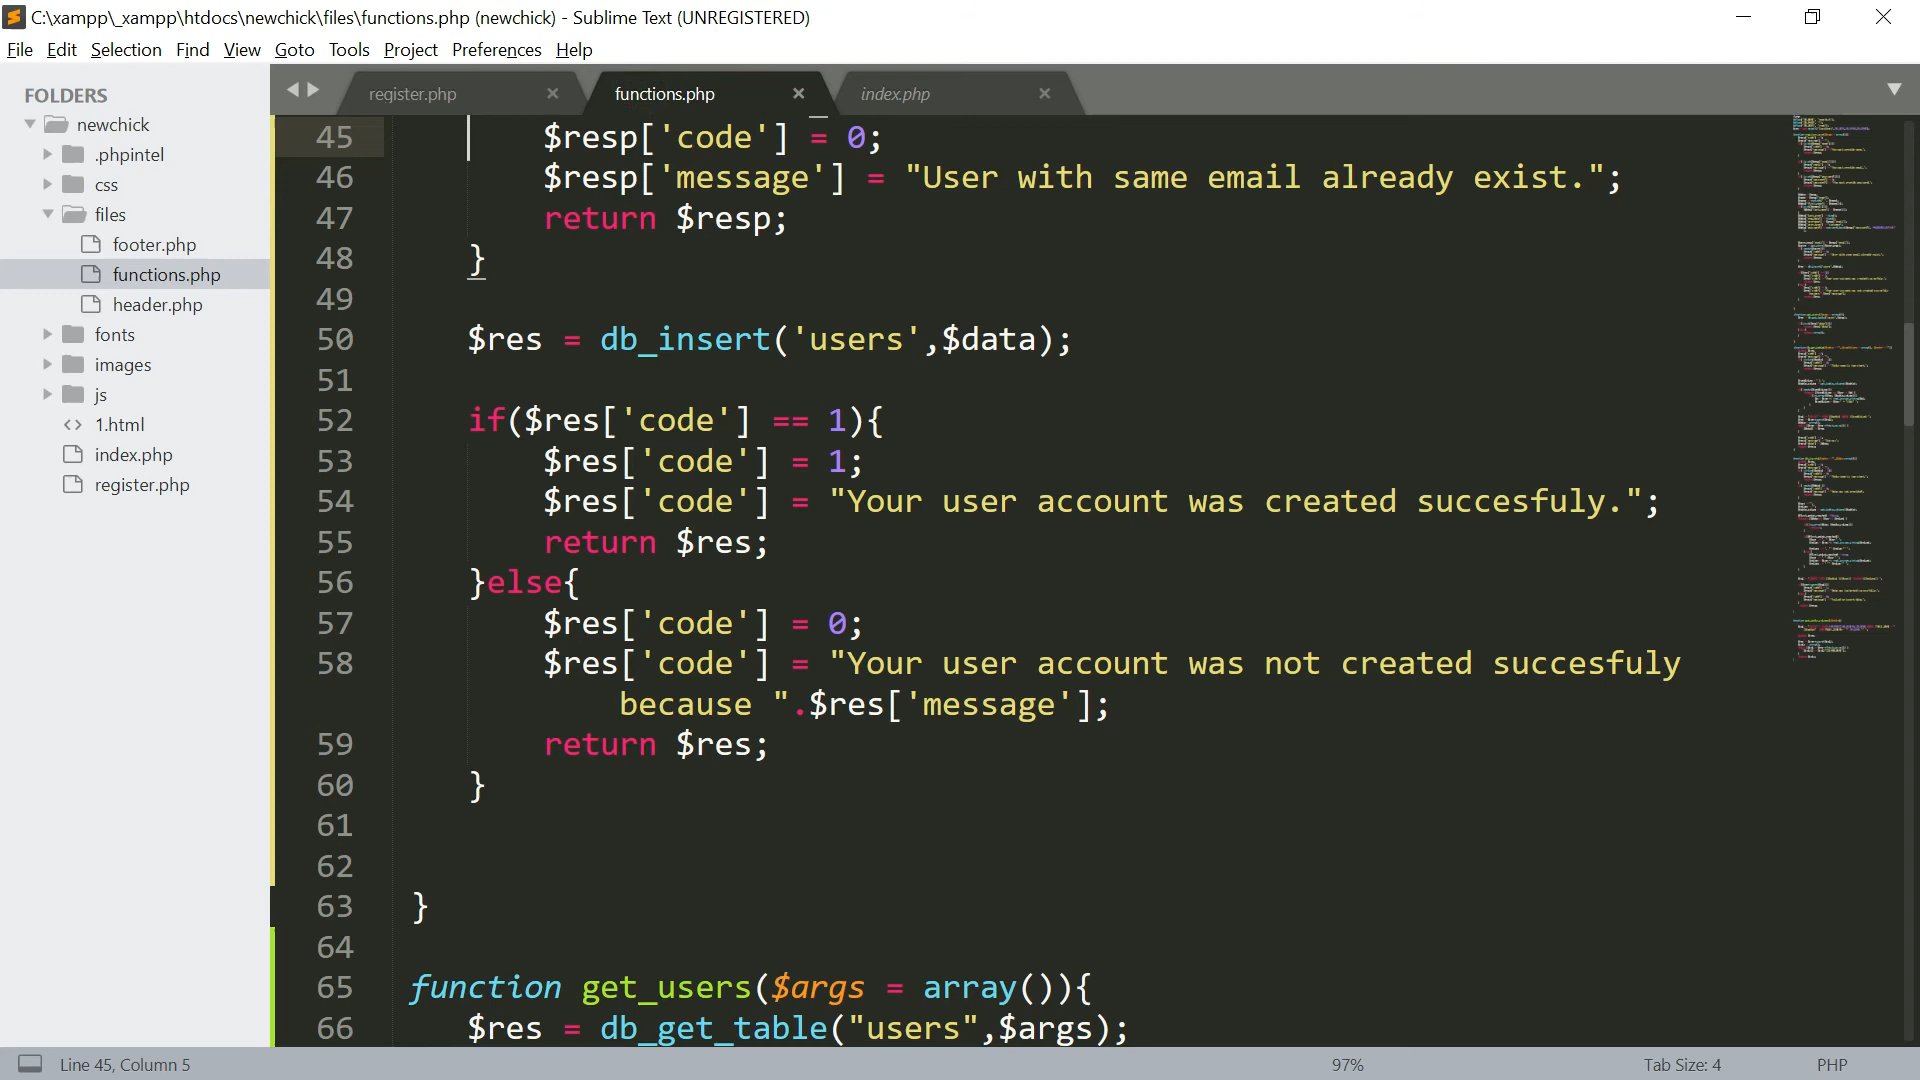 C:\xampp\_xampp\htdocs\newchick\files\functions.php (newchick) - Sublime Text (UNREGISTERED)
File Edit Selection Find View Goto Tools Project Preferences Help
FOLDERS
newchick
.phpintel
css
files
footer.php
functions.php
header.php
fonts
images
js
<> 1.html
index.php
register.php
register.php × functions.php × index.php ×
45 $resp['code'] = 0;
46 $resp['message'] = "User with same email already exist.";
47 return $resp;
48 }
49
50 $res = db_insert('users',$data);
51
52 if($res['code'] == 1){
53 $res['code'] = 1;
54 $res['code'] = "Your user account was created succesfuly.";
55 return $res;
56 }else{
57 $res['code'] = 0;
58 $res['code'] = "Your user account was not created succesfuly
because ".$res['message'];
59 return $res;
60 }
61
62
63 }
64
65 function get_users($args = array()){
66 $res = db_get_table("users",$args);
Line 45, Column 5 97% Tab Size: 4 PHP